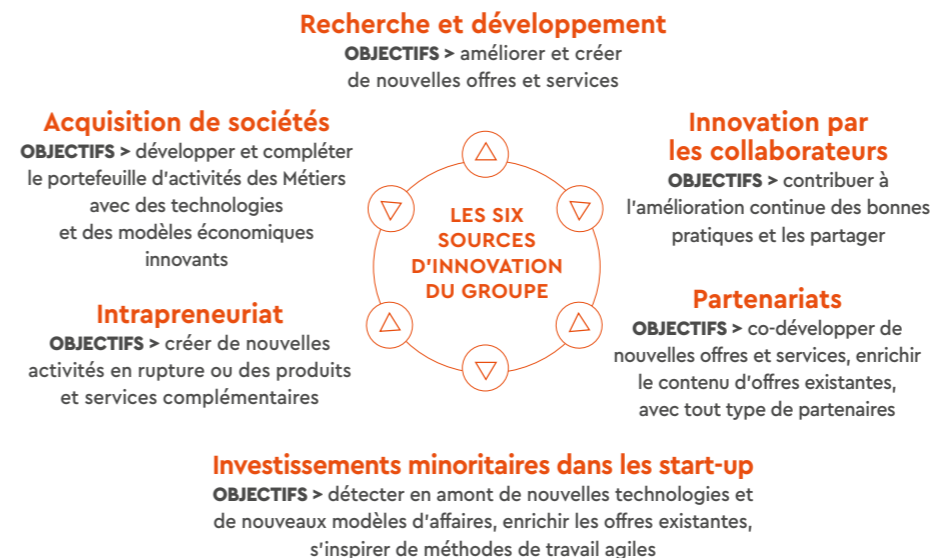 Recherche et développement
OBJECTIFS > améliorer et créer
de nouvelles offres et services
Acquisition de sociétés
OBJECTIFS > développer et compléter
le portefeuille d'activités des Métiers
avec des technologies
et des modèles économiques
innovants
Innovation par
les collaborateurs
OBJECTIFS > contribuer à
l'amélioration continue des bonnes
pratiques et les partager
LES SIX
SOURCES
D'INNOVATION
DU GROUPE
Intrapreneuriat
OBJECTIFS > créer de nouvelles
activités en rupture ou des produits
et services complémentaires
Partenariats
OBJECTIFS > co-développer de
nouvelles offres et services, enrichir
le contenu d'offres existantes,
avec tout type de partenaires
Investissements minoritaires dans les start-up
OBJECTIFS > détecter en amont de nouvelles technologies et
de nouveaux modèles d'affaires, enrichir les offres existantes,
s'inspirer de méthodes de travail agiles